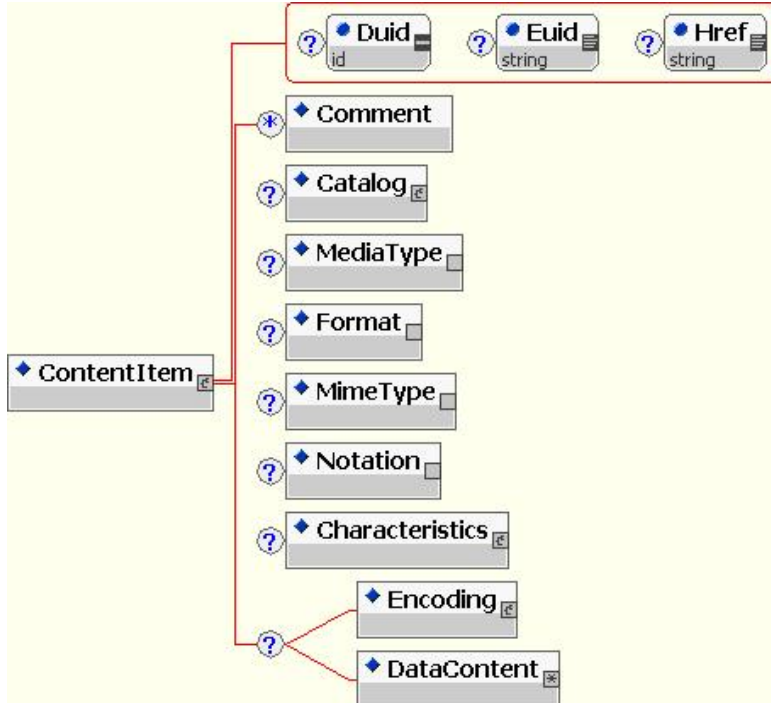 ? Duid ? Euid ? Href
id string string
* Comment
? Catalog
? MediaType
? Format
ContentItem
? MimeType
? Notation
? Characteristics
Encoding
?
DataContent *